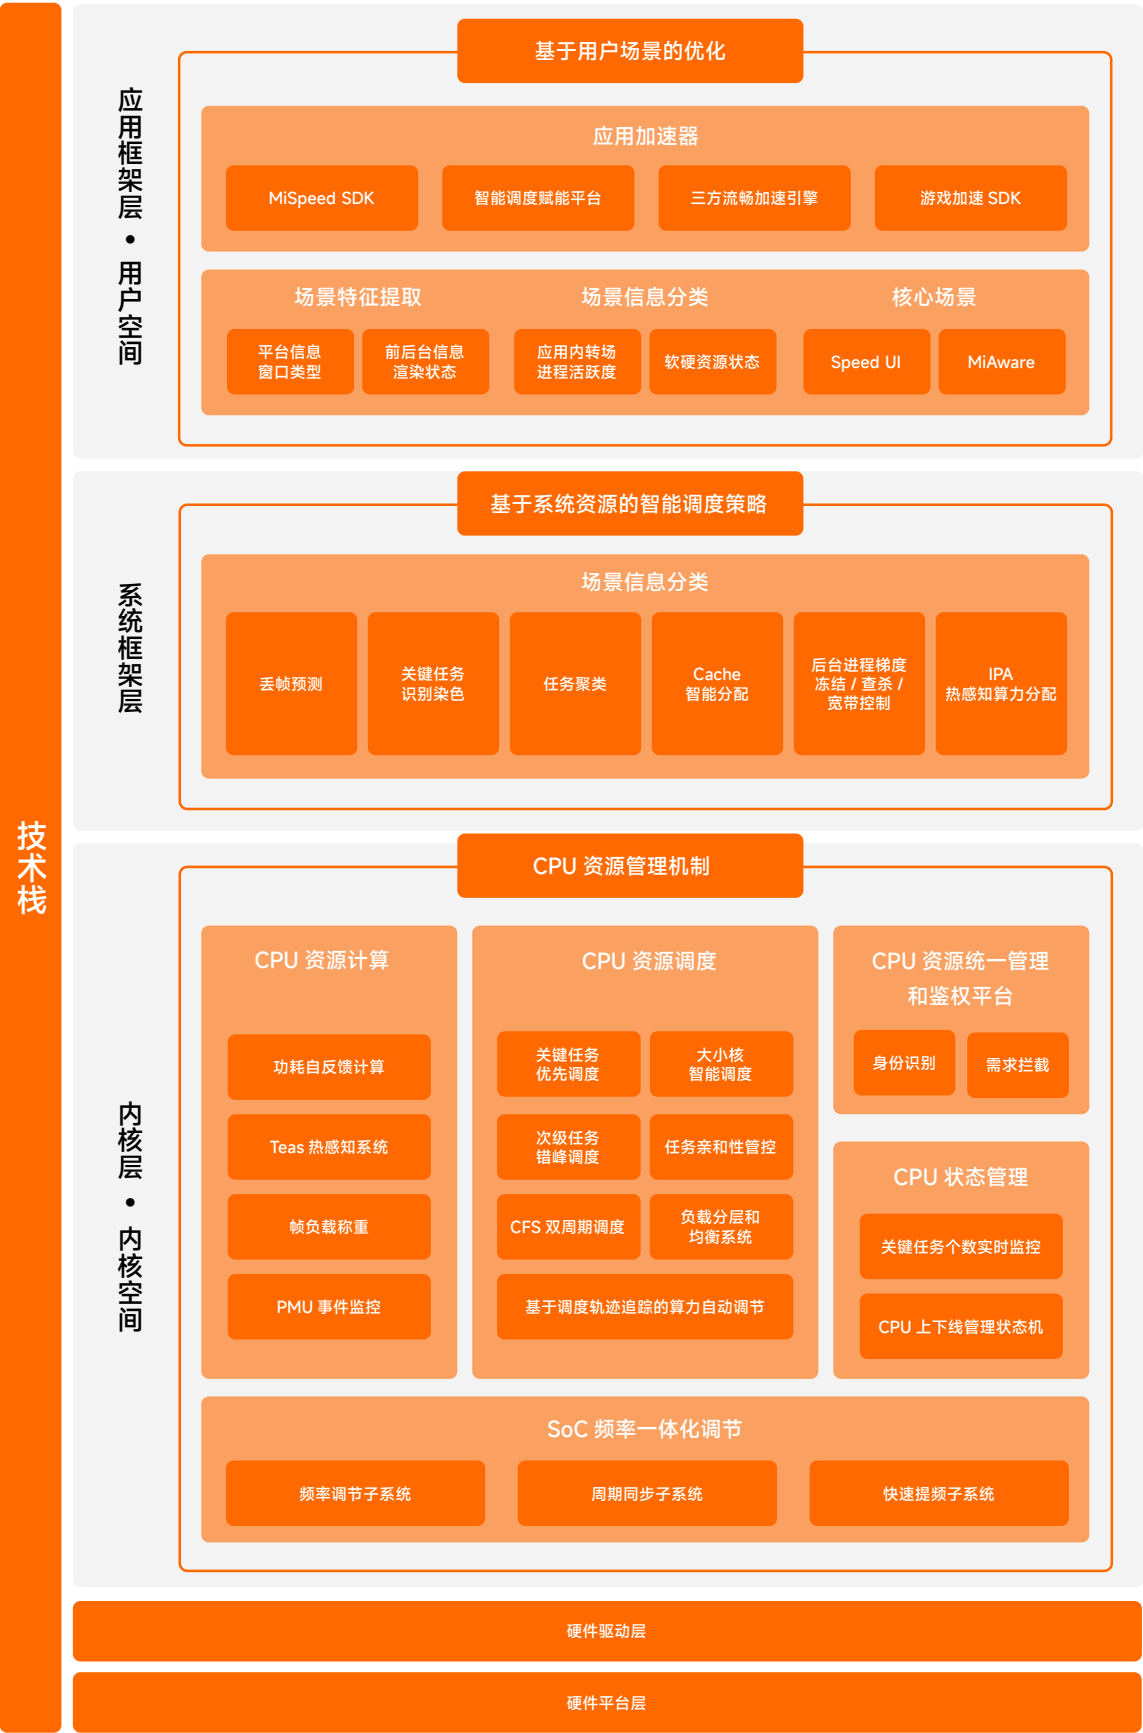 技术栈
应用框架层·用户空间
基于用户场景的优化
应用加速器
MiSpeed SDK
智能调度赋能平台
三方流畅加速引擎
游戏加速 SDK
场景特征提取
平台信息
窗口类型
前后台信息
渲染状态
场景信息分类
应用内转场
进程活跃度
软硬资源状态
核心场景
Speed UI
MiAware
系统框架层
基于系统资源的智能调度策略
场景信息分类
丢帧预测
关键任务
识别染色
任务聚类
Cache
智能分配
后台进程梯度
冻结 / 查杀 /
宽带控制
IPA
热感知算力分配
内核层·内核空间
CPU 资源管理机制
CPU 资源计算
功耗自反馈计算
Teas 热感知系统
帧负载称重
PMU 事件监控
CPU 资源调度
关键任务
优先调度
大小核
智能调度
次级任务
错峰调度
任务亲和性管控
CFS 双周期调度
负载分层和
均衡系统
基于调度轨迹追踪的算力自动调节
CPU 资源统一管理
和鉴权平台
身份识别
需求拦截
CPU 状态管理
关键任务个数实时监控
CPU 上下线管理状态机
SoC 频率一体化调节
频率调节子系统
周期同步子系统
快速提频子系统
硬件驱动层
硬件平台层